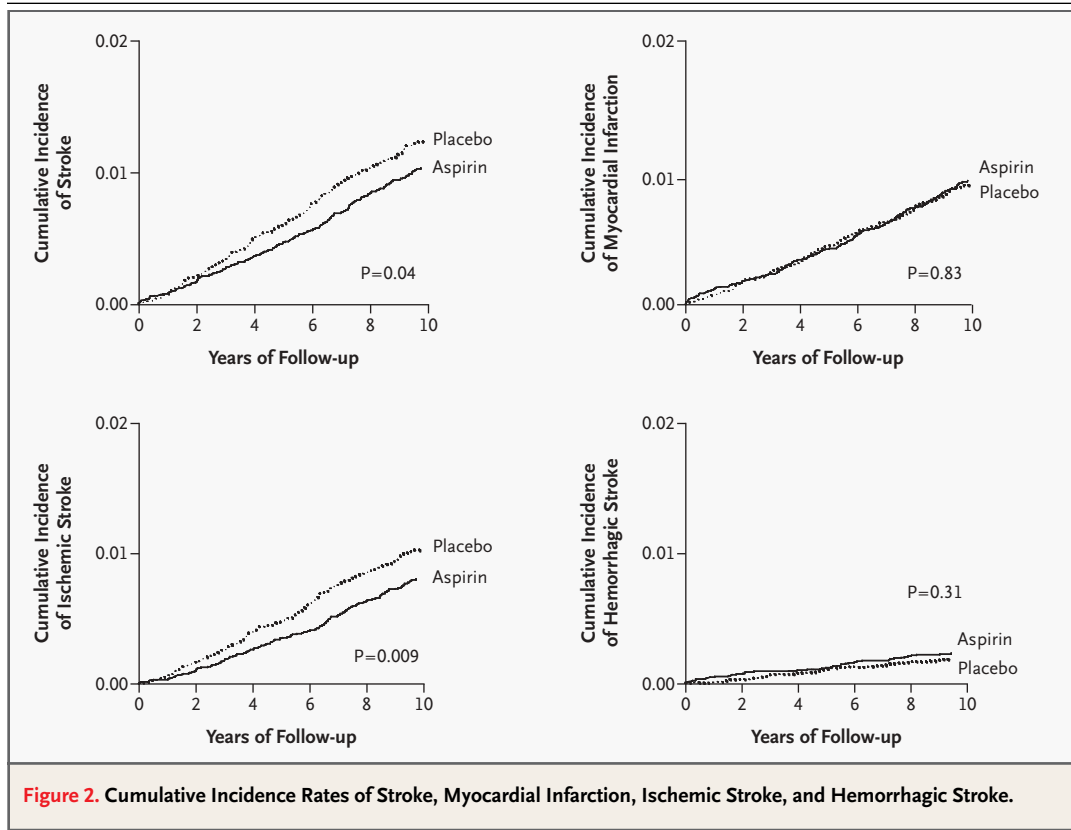 0.02
0.01
0.00
Cumulative Incidence
of Stroke
Placebo
Aspirin
P=0.04
0 2 4 6 8 10
Years of Follow-up
0.02
0.01
0.00
Cumulative Incidence
of Myocardial Infarction
Aspirin
Placebo
P=0.83
0 2 4 6 8 10
Years of Follow-up
0.02
0.01
0.00
Cumulative Incidence
of Ischemic Stroke
Placebo
Aspirin
P=0.009
0 2 4 6 8 10
Years of Follow-up
0.02
0.01
0.00
Cumulative Incidence
of Hemorrhagic Stroke
P=0.31
Aspirin
Placebo
0 2 4 6 8 10
Years of Follow-up
Figure 2. Cumulative Incidence Rates of Stroke, Myocardial Infarction, Ischemic Stroke, and Hemorrhagic Stroke.